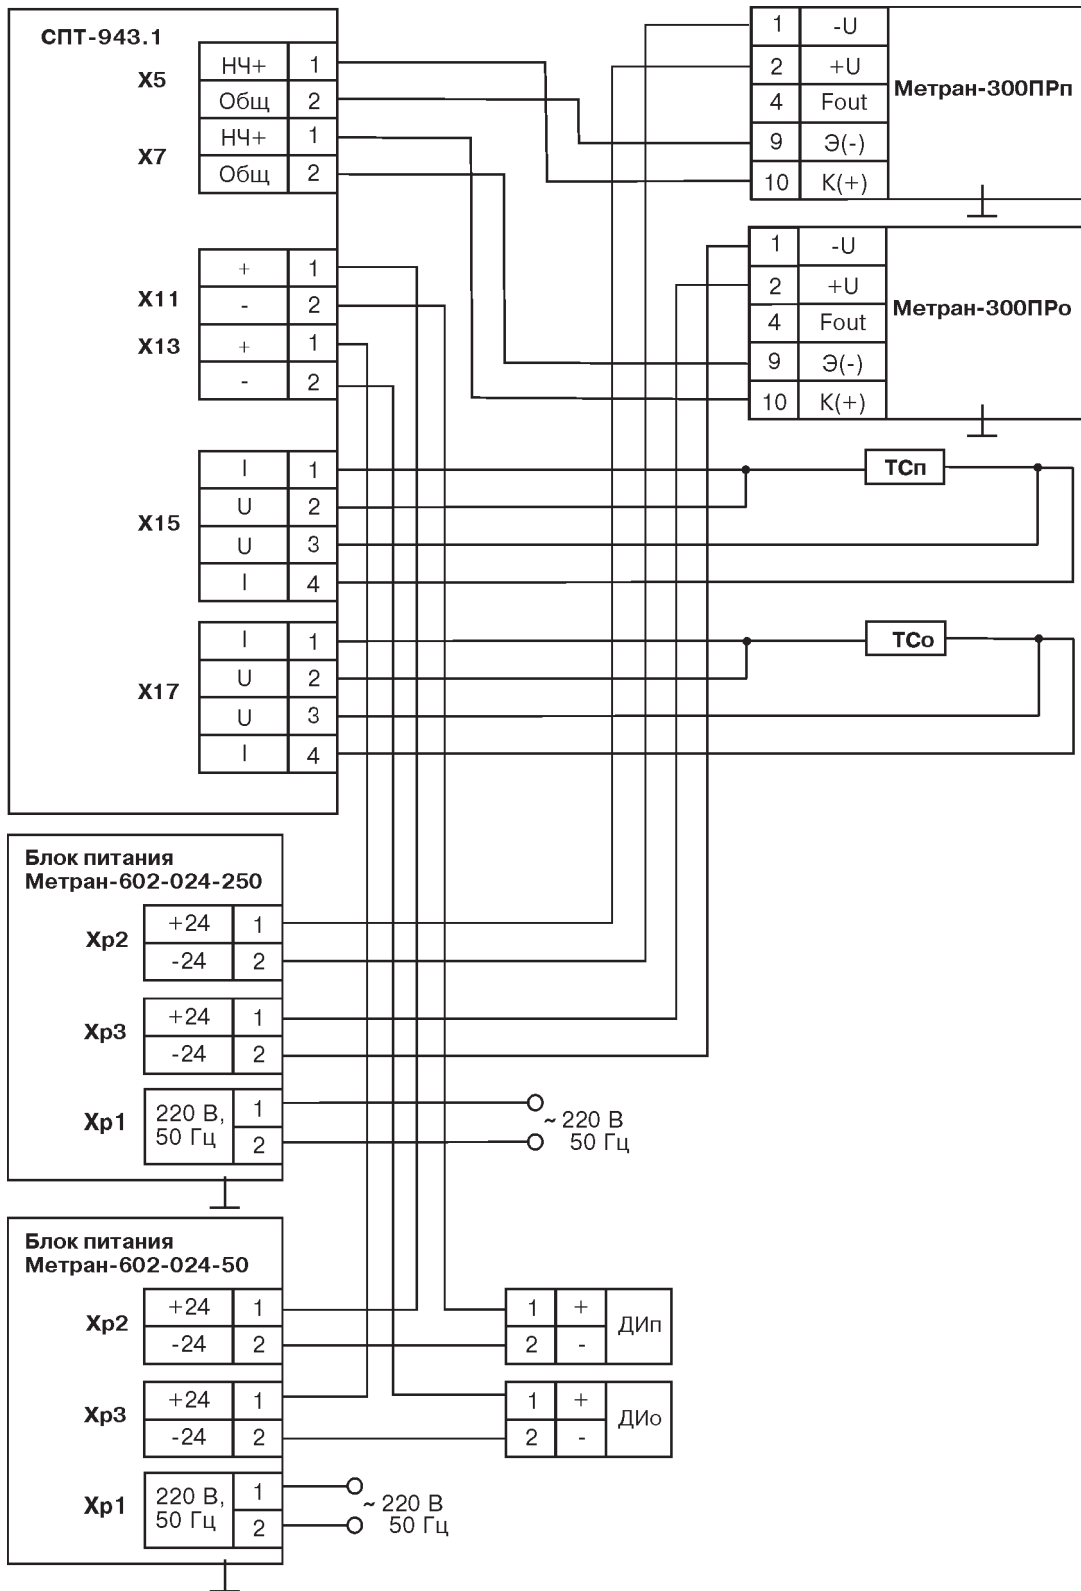 СПТ-943.1
X5
НЧ+ 1
Общ 2
X7
НЧ+ 1
Общ 2
X11
+ 1
- 2
X13
+ 1
- 2
X15
I 1
U 2
U 3
I 4
X17
I 1
U 2
U 3
I 4
1 -U
2 +U
4 Fout
9 Э(-)
10 К(+)
Метран-300ПРп
1 -U
2 +U
4 Fout
9 Э(-)
10 К(+)
Метран-300ПРо
ТСп
ТСо
Блок питания
Метран-602-024-250
Xp2
+24 1
-24 2
Xp3
+24 1
-24 2
Xp1
220 В, 1
50 Гц 2
~ 220 В
50 Гц
Блок питания
Метран-602-024-50
Xp2
+24 1
-24 2
Xp3
+24 1
-24 2
Xp1
220 В, 1
50 Гц 2
~ 220 В
50 Гц
1 +
2 -
ДИп
1 +
2 -
ДИо